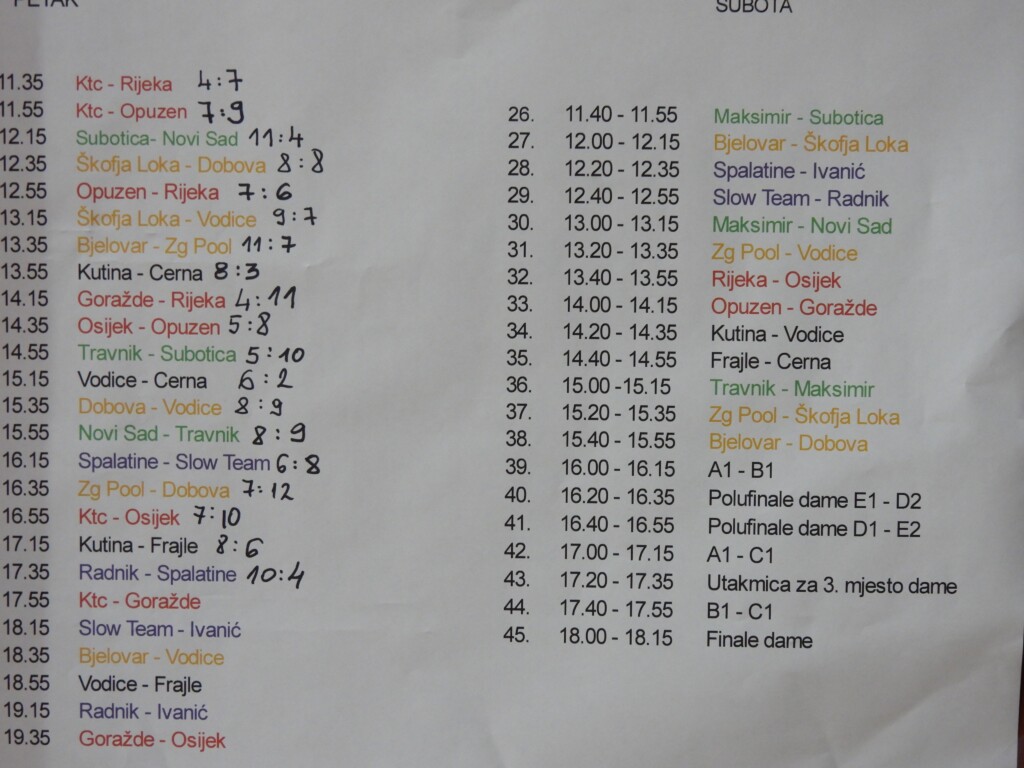 PETAK
11.35 Ktc - Rijeka 4:7
11.55 Ktc - Opuzen 7:9
12.15 Subotica- Novi Sad 11:4
12.35 Škofja Loka - Dobova 8:8
12.55 Opuzen - Rijeka 7:6
13.15 Škofja Loka - Vodice 9:7
13.35 Bjelovar - Zg Pool 11:7
13.55 Kutina - Cerna 8:3
14.15 Goražde - Rijeka 4:11
14.35 Osijek - Opuzen 5:8
14.55 Travnik - Subotica 5:10
15.15 Vodice - Cerna 6:2
15.35 Dobova - Vodice 8:9
15.55 Novi Sad - Travnik 8:9
16.15 Spalatine - Slow Team 6:8
16.35 Zg Pool - Dobova 7:12
16.55 Ktc - Osijek 7:10
17.15 Kutina - Frajle 8:6
17.35 Radnik - Spalatine 10:4
17.55 Ktc - Goražde
18.15 Slow Team - Ivanić
18.35 Bjelovar - Vodice
18.55 Vodice - Frajle
19.15 Radnik - Ivanić
19.35 Goražde - Osijek
SUBOTA
26. 11.40 - 11.55 Maksimir - Subotica
27. 12.00 - 12.15 Bjelovar - Škofja Loka
28. 12.20 - 12.35 Spalatine - Ivanić
29. 12.40 - 12.55 Slow Team - Radnik
30. 13.00 - 13.15 Maksimir - Novi Sad
31. 13.20 - 13.35 Zg Pool - Vodice
32. 13.40 - 13.55 Rijeka - Osijek
33. 14.00 - 14.15 Opuzen - Goražde
34. 14.20 - 14.35 Kutina - Vodice
35. 14.40 - 14.55 Frajle - Cerna
36. 15.00 -15.15 Travnik - Maksimir
37. 15.20 - 15.35 Zg Pool - Škofja Loka
38. 15.40 - 15.55 Bjelovar - Dobova
39. 16.00 - 16.15 A1 - B1
40. 16.20 - 16.35 Polufinale dame E1 - D2
41. 16.40 - 16.55 Polufinale dame D1 - E2
42. 17.00 - 17.15 A1 - C1
43. 17.20 - 17.35 Utakmica za 3. mjesto dame
44. 17.40 - 17.55 B1 - C1
45. 18.00 - 18.15 Finale dame